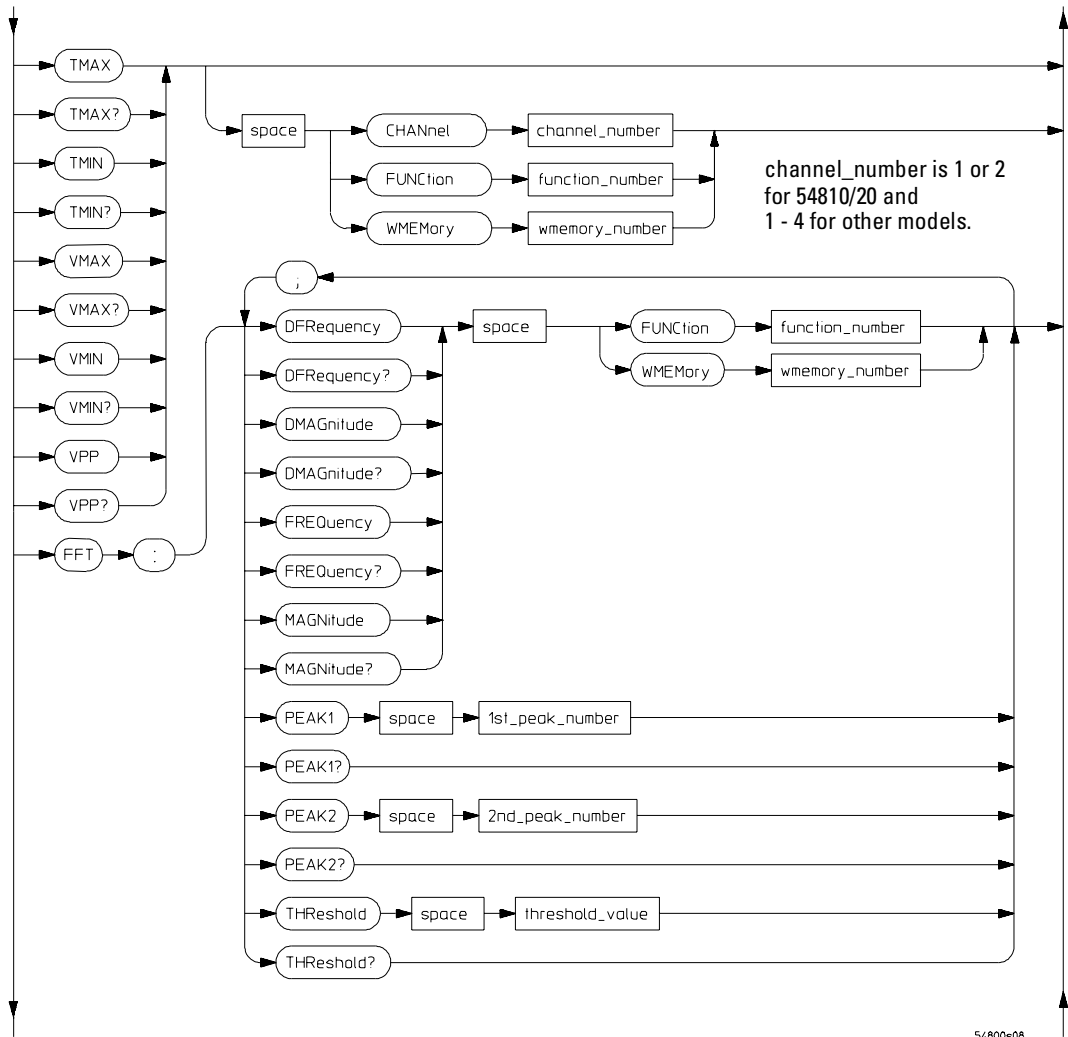 TMAX
TMAX?
space CHANnel channel_number
TMIN
FUNCtion function_number
channel_number is 1 or 2
for 54810/20 and
1 - 4 for other models.
TMIN?
WMEMory wmemory_number
VMAX
;
VMAX?
DFREquency space FUNCtion function_number
VMIN
DFREquency? WMEMory wmemory_number
VMIN?
DMAGnitude
VPP
DMAGnitude?
VPP?
FREQuency
FFT :
FREQuency?
MAGNitude
MAGNitude?
PEAK1 space 1st_peak_number
PEAK1?
PEAK2 space 2nd_peak_number
PEAK2?
THReshold space threshold_value
THReshold?
54800s08